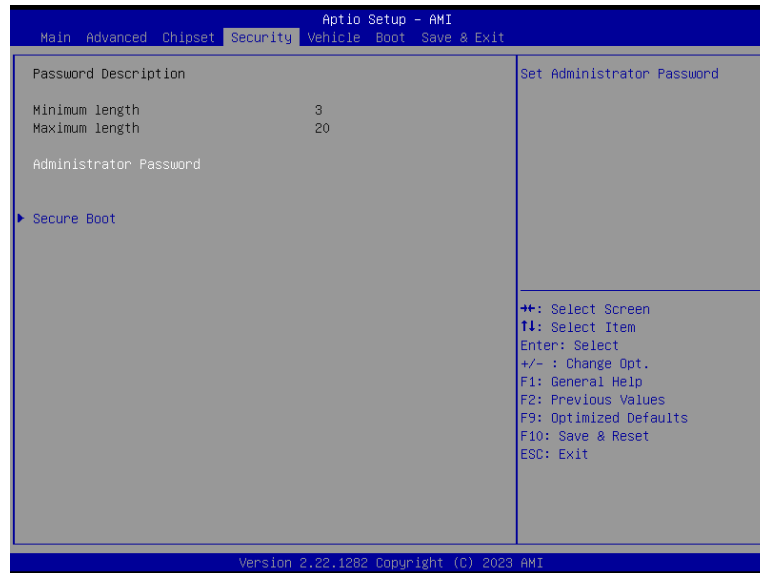 Aptio Setup - AMI
Main Advanced Chipset Security Vehicle Boot Save & Exit
Password Description
Minimum length 3
Maximum length 20
Administrator Password
Secure Boot
Set Administrator Password
→←: Select Screen
↑↓: Select Item
Enter: Select
+/- : Change Opt.
F1: General Help
F2: Previous Values
F9: Optimized Defaults
F10: Save & Reset
ESC: Exit
Version 2.22.1282 Copyright (C) 2023 AMI